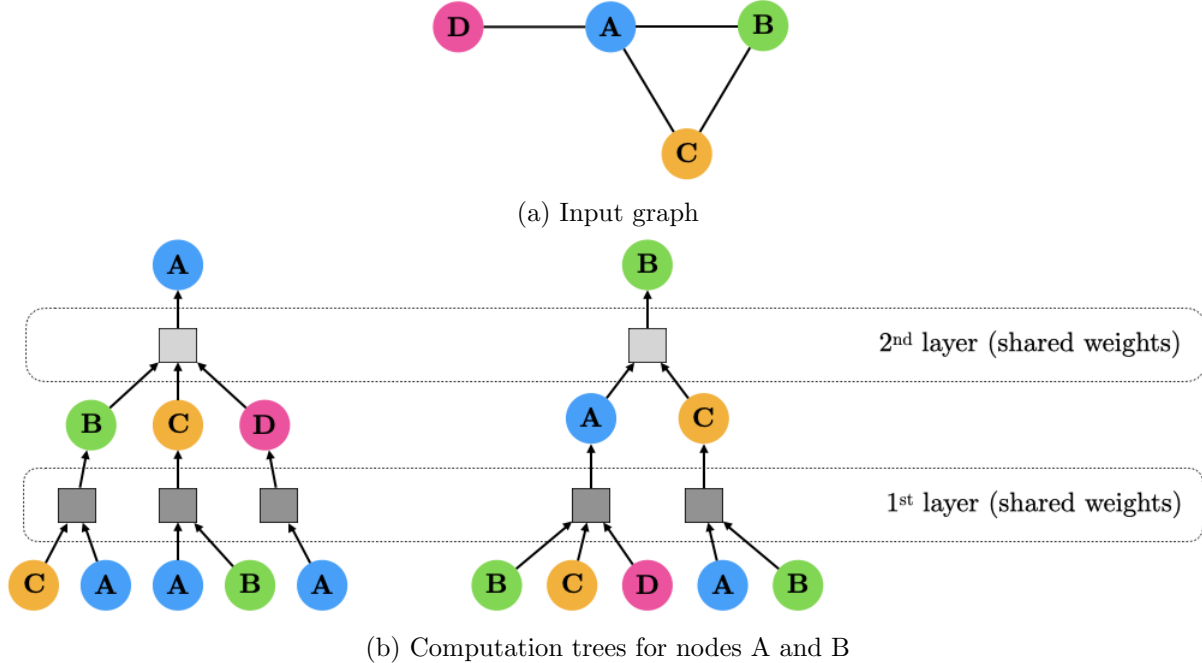 D A B
C
(a) Input graph
A B
2nd layer (shared weights)
B C D A C
1st layer (shared weights)
C A A B A B C D A B
(b) Computation trees for nodes A and B